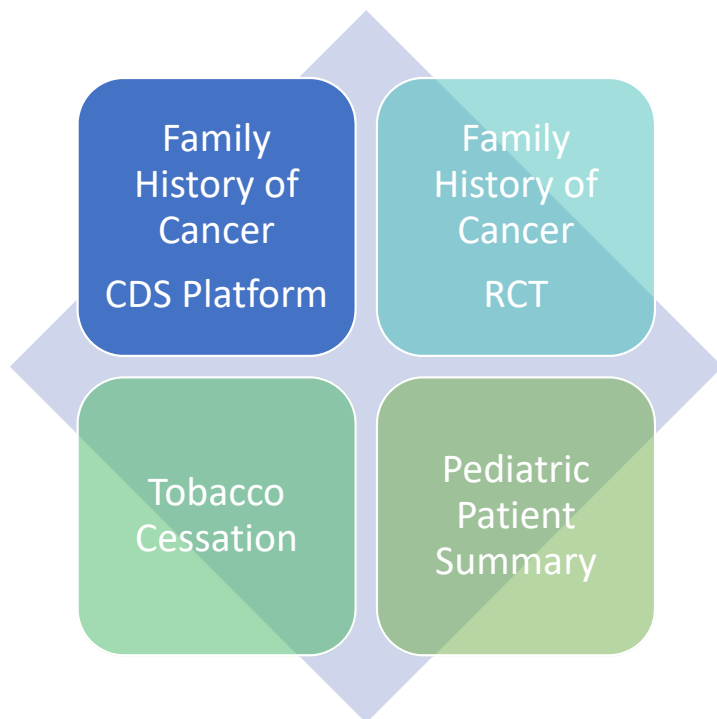 Family
History of
Cancer
CDS Platform
Family
History of
Cancer
RCT
Tobacco
Cessation
Pediatric
Patient
Summary